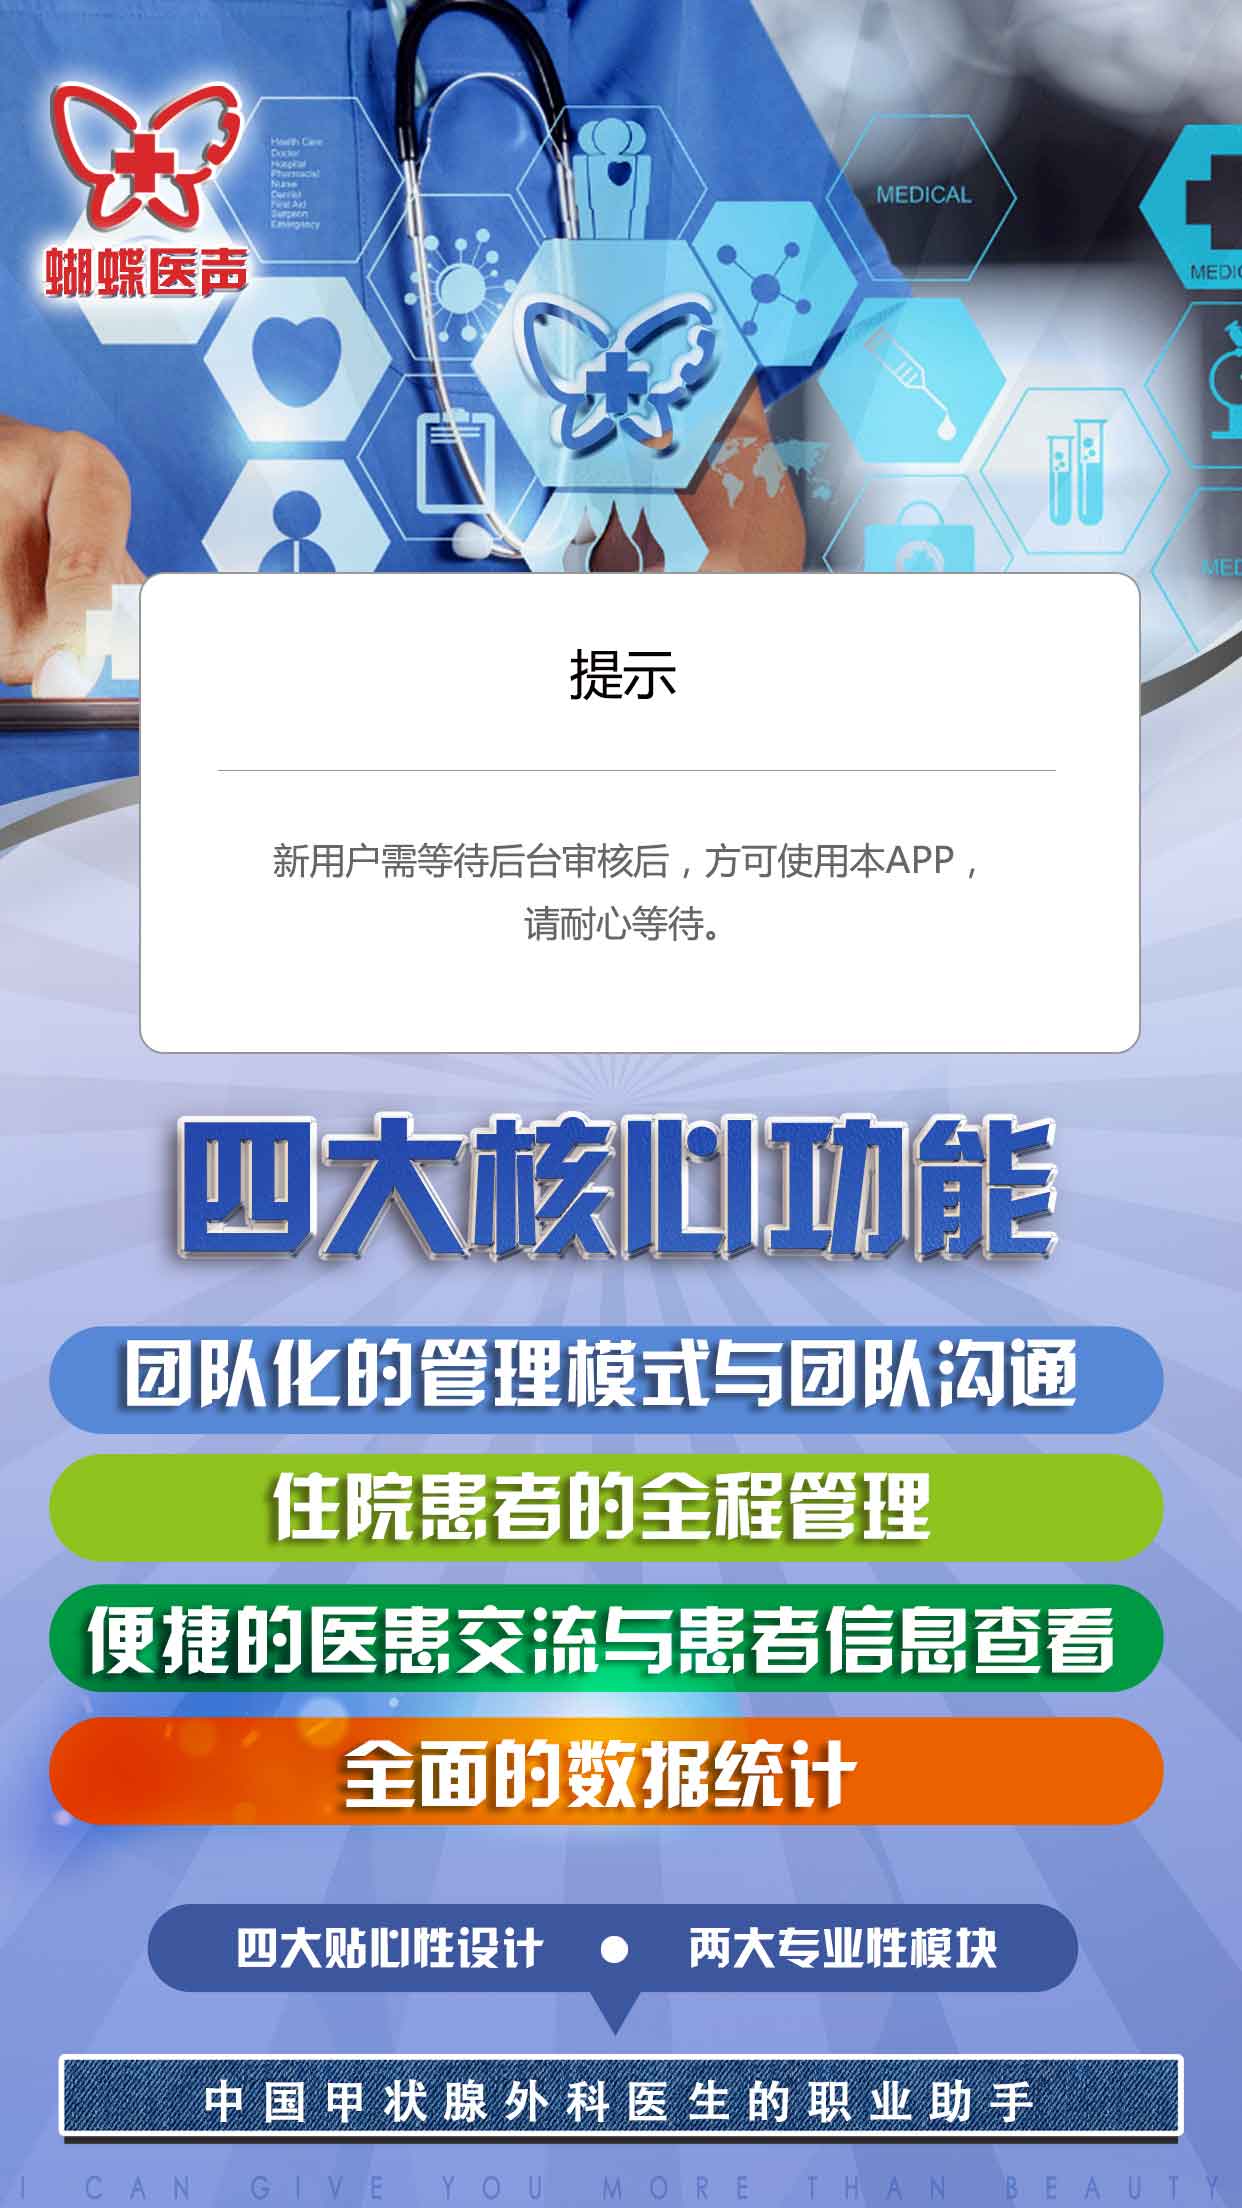 Health Care
Doctor
Hospital
Pharmacist
Nurse
Dentist
First Aid
Surgeon
Emergency
MEDICAL
蝴蝶医声
提示
新用户需等待后台审核后，方可使用本APP，
请耐心等待。
四大核心功能
团队化的管理模式与团队沟通
住院患者的全程管理
便捷的医患交流与患者信息查看
全面的数据统计
四大贴心性设计 ● 两大专业性模块
中国甲状腺外科医生的职业助手
I CAN GIVE YOU MORE THAN BEAUTY